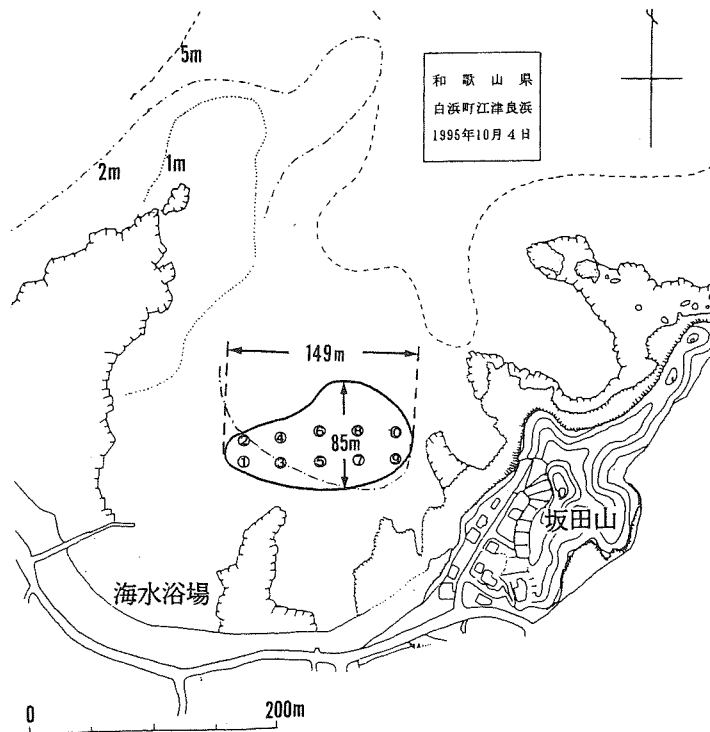 5m
和歌山県
白浜町江津良浜
1995年10月4日
2m
1m
149m
② ④ ⑥ ⑧ ⑩
85m
① ③ ⑤ ⑦ ⑨
坂田山
海水浴場
0 200m